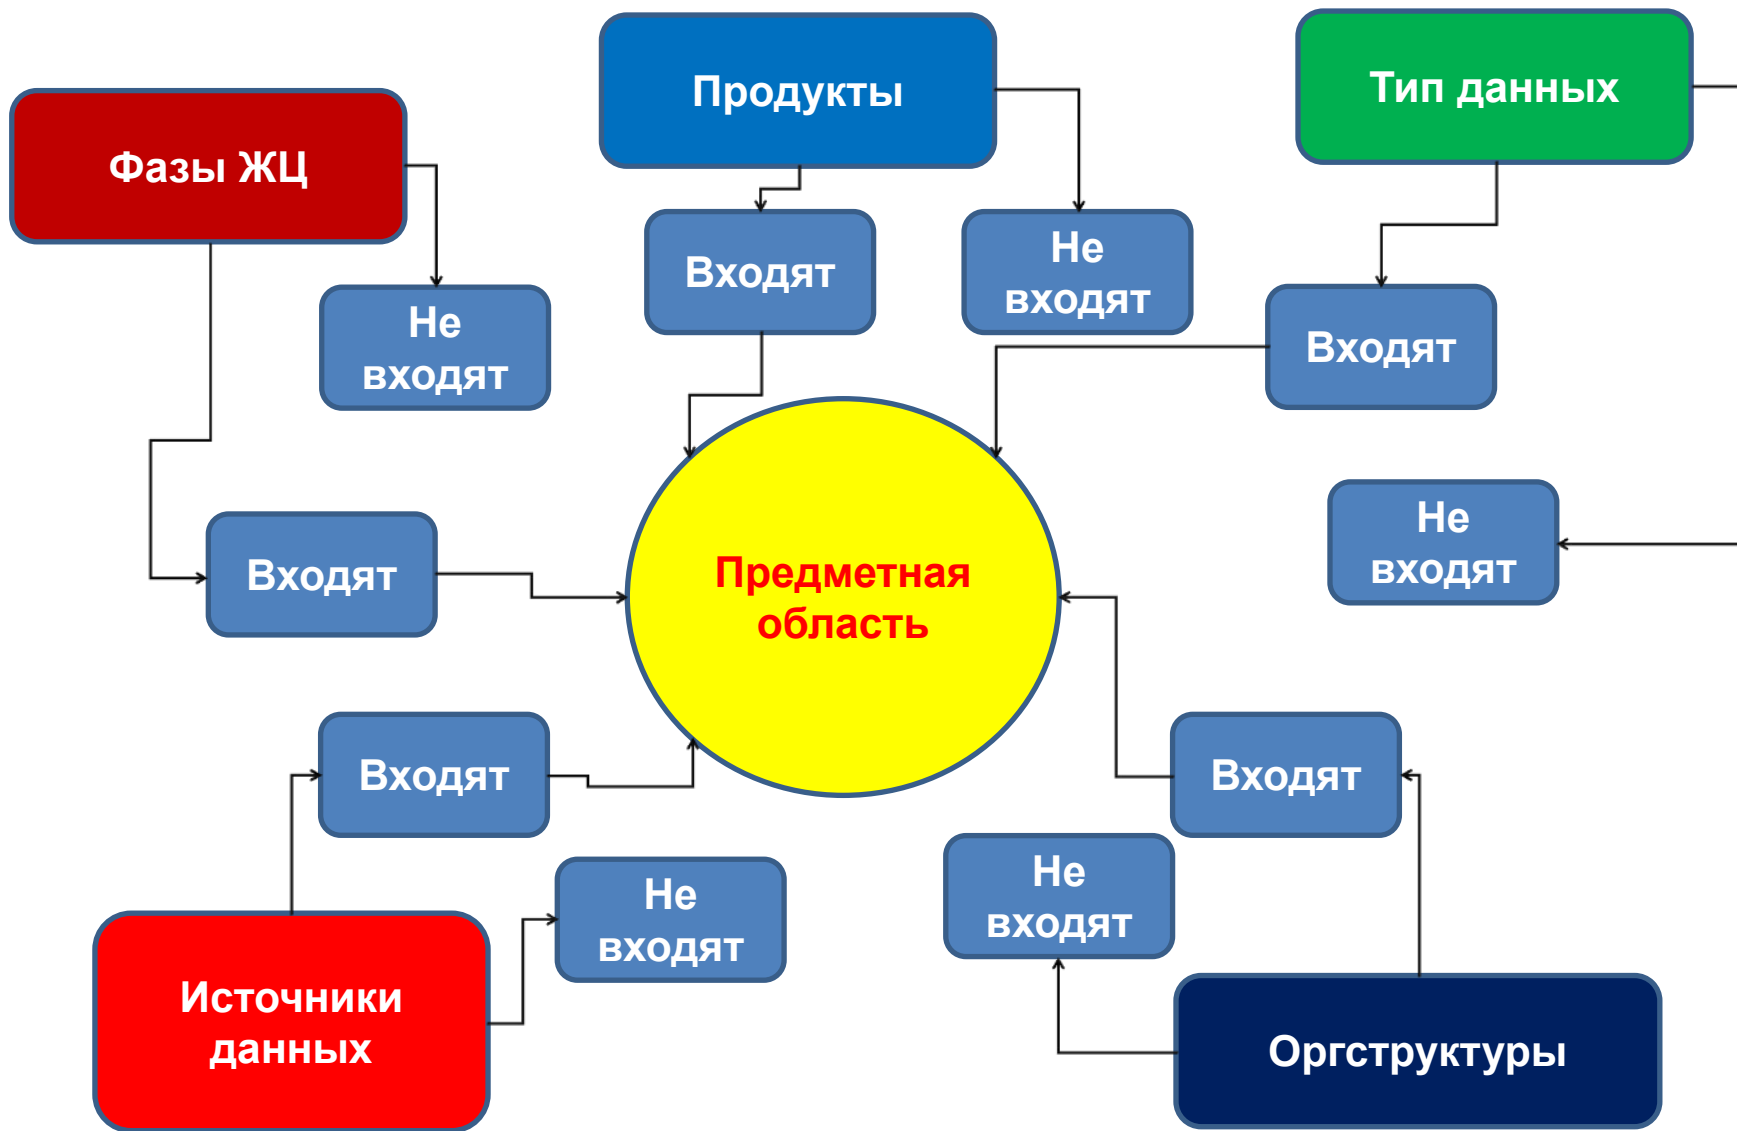 Продукты
Тип данных
Фазы ЖЦ
Входят
Не
входят
Не
входят
Входят
Не
входят
Входят
Предметная
область
Входят
Входят
Не
входят
Не
входят
Источники
данных
Оргструктуры